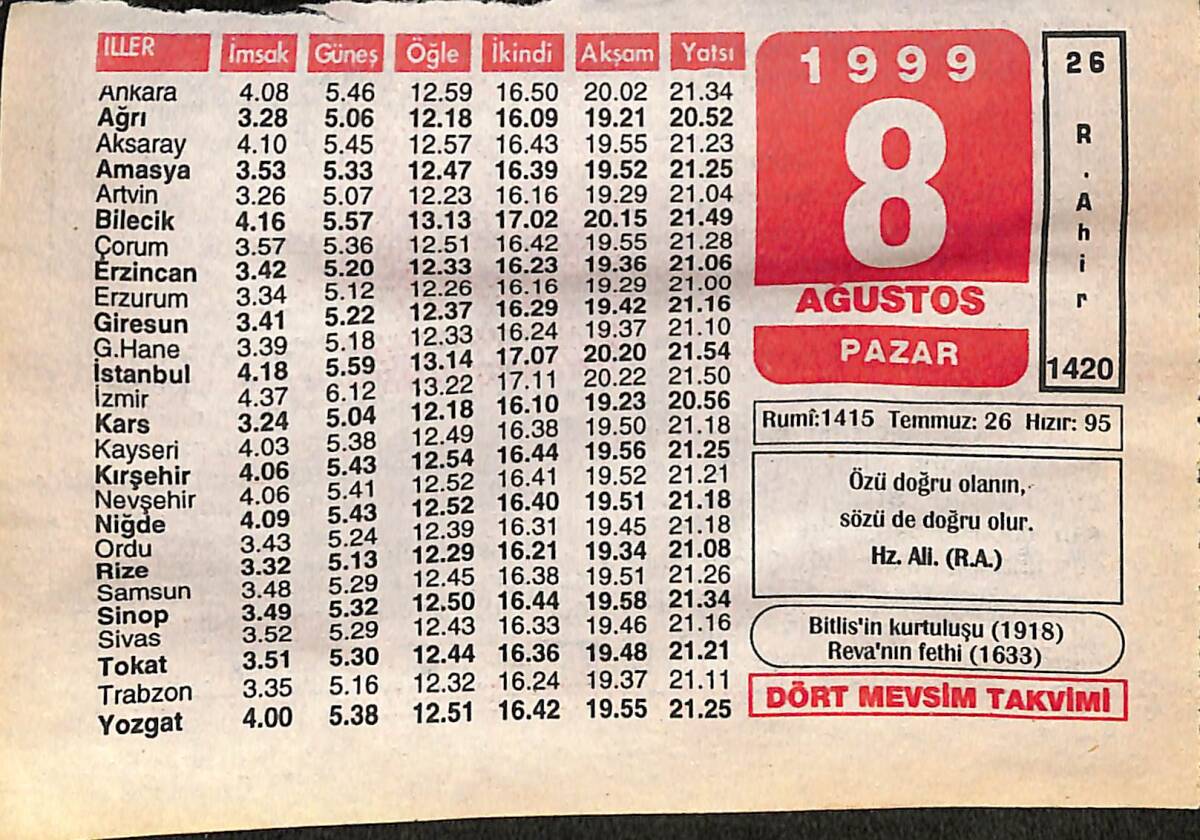 İLLER İmsak Güneş Öğle İkindi Akşam Yatsı
Ankara 4.08 5.46 12.59 16.50 20.02 21.34
Ağrı 3.28 5.06 12.18 16.09 19.21 20.52
Aksaray 4.10 5.45 12.57 16.43 19.55 21.23
Amasya 3.53 5.33 12.47 16.39 19.52 21.25
Artvin 3.26 5.07 12.23 16.16 19.29 21.04
Bilecik 4.16 5.57 13.13 17.02 20.15 21.49
Çorum 3.57 5.36 12.51 16.42 19.55 21.28
Erzincan 3.42 5.20 12.33 16.23 19.36 21.06
Erzurum 3.34 5.12 12.26 16.16 19.29 21.00
Giresun 3.41 5.22 12.37 16.29 19.42 21.16
G.Hane 3.39 5.18 12.33 16.24 19.37 21.10
İstanbul 4.18 5.59 13.14 17.07 20.20 21.54
İzmir 4.37 6.12 13.22 17.11 20.22 21.50
Kars 3.24 5.04 12.18 16.10 19.23 20.56
Kayseri 4.03 5.38 12.49 16.38 19.50 21.18
Kırşehir 4.06 5.43 12.54 16.44 19.56 21.25
Nevşehir 4.06 5.41 12.52 16.41 19.52 21.21
Niğde 4.09 5.43 12.52 16.40 19.51 21.18
Ordu 3.43 5.24 12.39 16.31 19.45 21.18
Rize 3.32 5.13 12.29 16.21 19.34 21.08
Samsun 3.48 5.29 12.45 16.38 19.51 21.26
Sinop 3.49 5.32 12.50 16.44 19.58 21.34
Sivas 3.52 5.29 12.43 16.33 19.46 21.16
Tokat 3.51 5.30 12.44 16.36 19.48 21.21
Trabzon 3.35 5.16 12.32 16.24 19.37 21.11
Yozgat 4.00 5.38 12.51 16.42 19.55 21.25
1999
8
AĞUSTOS
PAZAR
26
R.Ahir
1420
Rumî:1415 Temmuz: 26 Hızır: 95
Özü doğru olanın,
sözü de doğru olur.
Hz. Ali. (R.A.)
Bitlis'in kurtuluşu (1918)
Reva'nın fethi (1633)
DÖRT MEVSİM TAKVİMİ